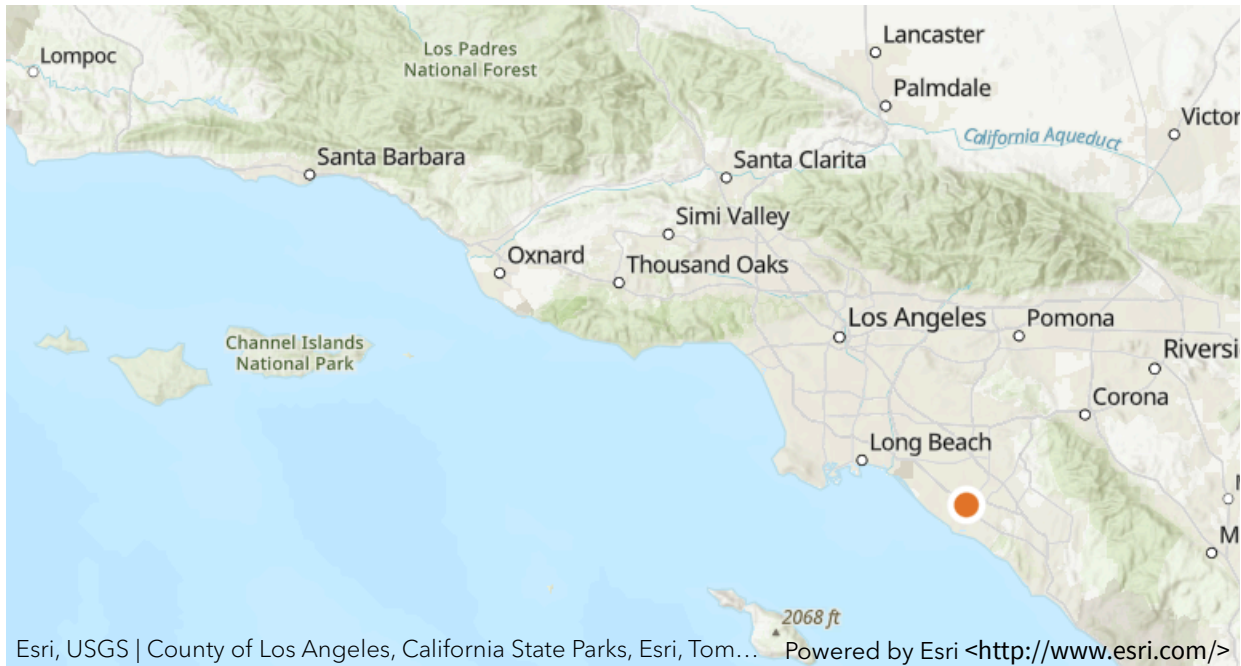 Lompoc
Los Padres
National Forest
Lancaster
Palmdale
Victor
California Aqueduct
Santa Barbara
Santa Clarita
Simi Valley
Oxnard
Thousand Oaks
Los Angeles
Pomona
Channel Islands
National Park
Riversi
Corona
Long Beach
M
M
2068 ft
Esri, USGS | County of Los Angeles, California State Parks, Esri, Tom... Powered by Esri <http://www.esri.com/>